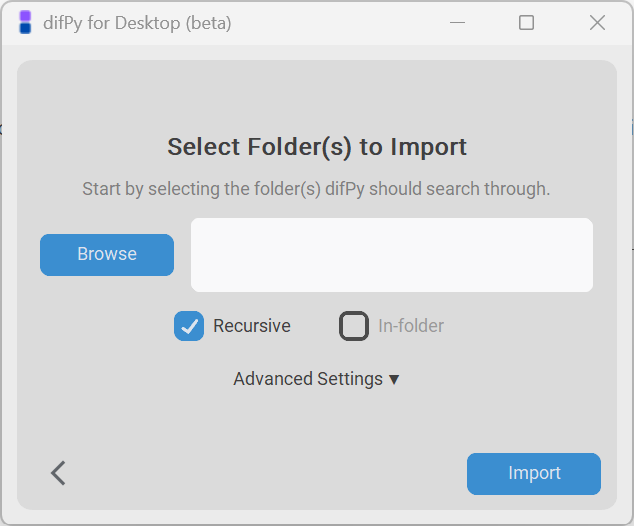 difPy for Desktop (beta)
Select Folder(s) to Import
Start by selecting the folder(s) difPy should search through.
Browse
Recursive In-folder
Advanced Settings ▼
Import